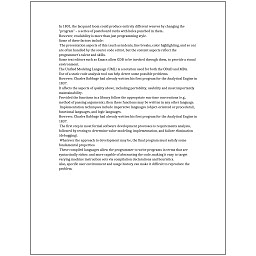 In 1801, the Jacquard loom could produce entirely different weaves by changing the
"program" – a series of pasteboard cards with holes punched in them.
However, readability is more than just programming style.
Some of these factors include:
The presentation aspects of this (such as indents, line breaks, color highlighting, and so on)
are often handled by the source code editor, but the content aspects reflect the
programmer's talent and skills.
Some text editors such as Emacs allow GDB to be invoked through them, to provide a visual
environment.
The Unified Modeling Language (UML) is a notation used for both the OOAD and MDA.
Use of a static code analysis tool can help detect some possible problems.
However, Charles Babbage had already written his first program for the Analytical Engine in
1837.
It affects the aspects of quality above, including portability, usability and most importantly
maintainability.
Provided the functions in a library follow the appropriate run-time conventions (e.g.,
method of passing arguments), then these functions may be written in any other language.
Implementation techniques include imperative languages (object-oriented or procedural),
functional languages, and logic languages.
However, Charles Babbage had already written his first program for the Analytical Engine in
1837.
The first step in most formal software development processes is requirements analysis,
followed by testing to determine value modeling, implementation, and failure elimination
(debugging).
Whatever the approach to development may be, the final program must satisfy some
fundamental properties.
These compiled languages allow the programmer to write programs in terms that are
syntactically richer, and more capable of abstracting the code, making it easy to target
varying machine instruction sets via compilation declarations and heuristics.
Also, specific user environment and usage history can make it difficult to reproduce the
problem.